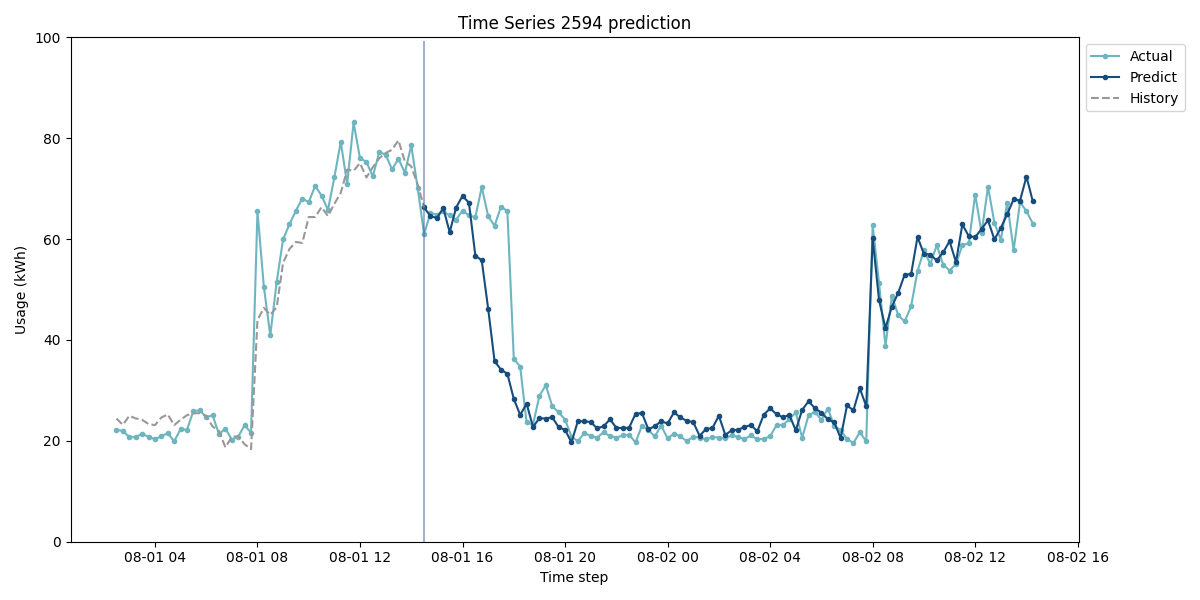 Time Series 2594 prediction
Usage (kWh)
100
80
60
40
20
0
08-01 04
08-01 08
08-01 12
08-01 16
08-01 20
08-02 00
08-02 04
08-02 08
08-02 12
08-02 16
Time step
Actual
Predict
History